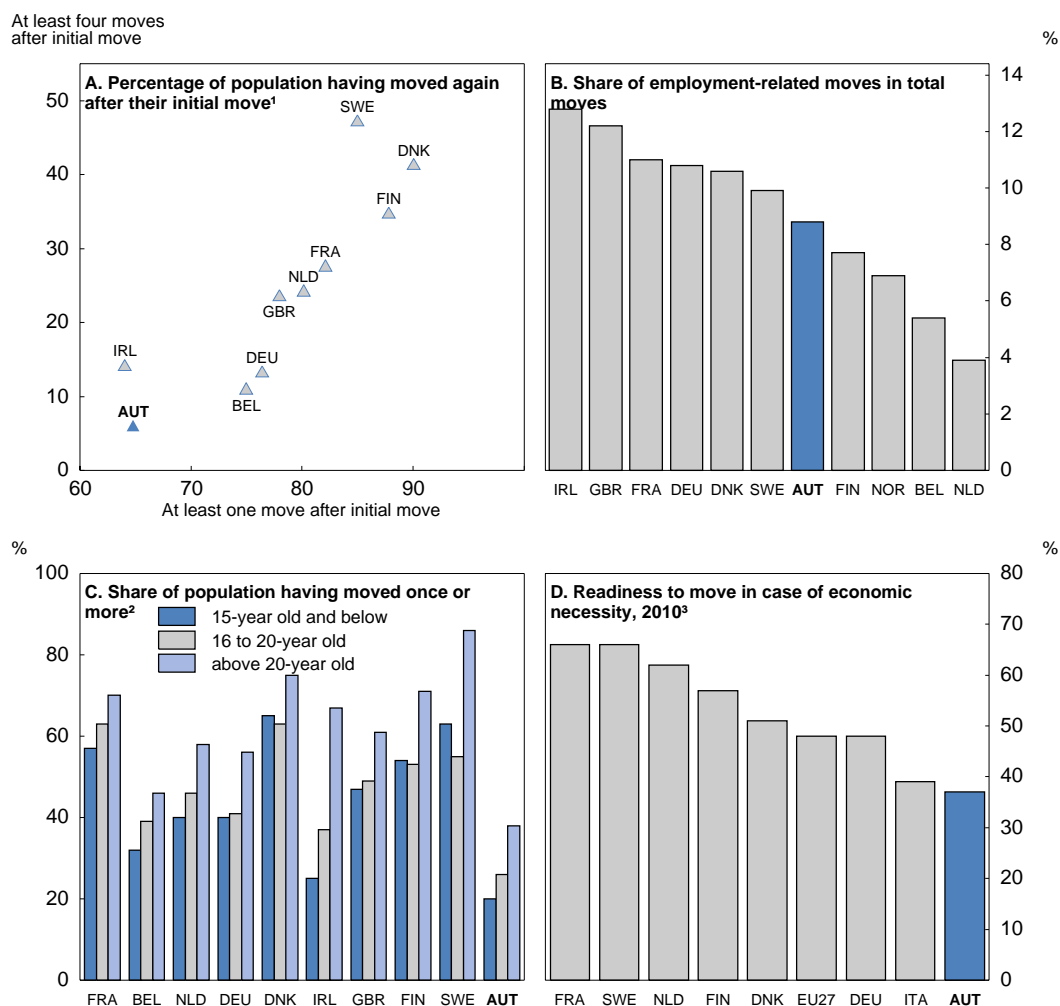 At least four moves
after initial move
%
A. Percentage of population having moved again
after their initial move¹
50
40
30
20
10
0
SWE
DNK
FIN
FRA
NLD
GBR
IRL
DEU
BEL
AUT
60 70 80 90
At least one move after initial move
B. Share of employment-related moves in total
moves
14
12
10
8
6
4
2
0
IRL GBR FRA DEU DNK SWE AUT FIN NOR BEL NLD
%
C. Share of population having moved once or
more²
15-year old and below
16 to 20-year old
above 20-year old
100
80
60
40
20
0
FRA BEL NLD DEU DNK IRL GBR FIN SWE AUT
%
D. Readiness to move in case of economic
necessity, 2010³
80
70
60
50
40
30
20
10
0
FRA SWE NLD FIN DNK EU27 DEU ITA AUT